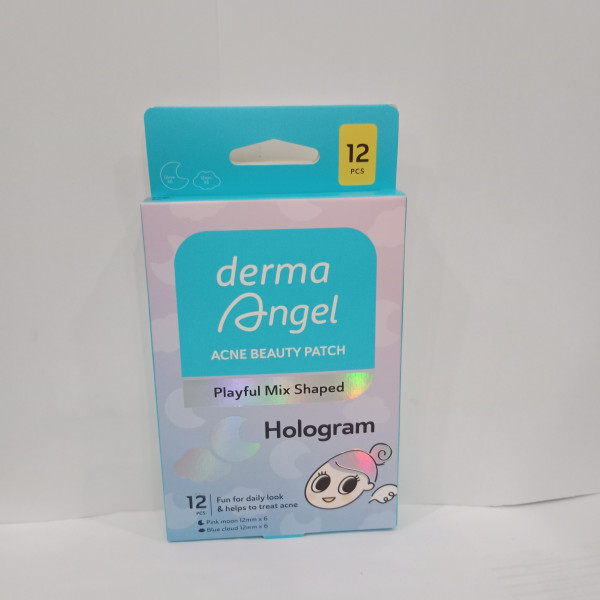 12
PCS
derma
Angel
ACNE BEAUTY PATCH
Playful Mix Shaped
Hologram
12
PCS
Fun for daily look
& helps to treat acne
Pink moon 12mm x 6
Blue cloud 12mm x 6